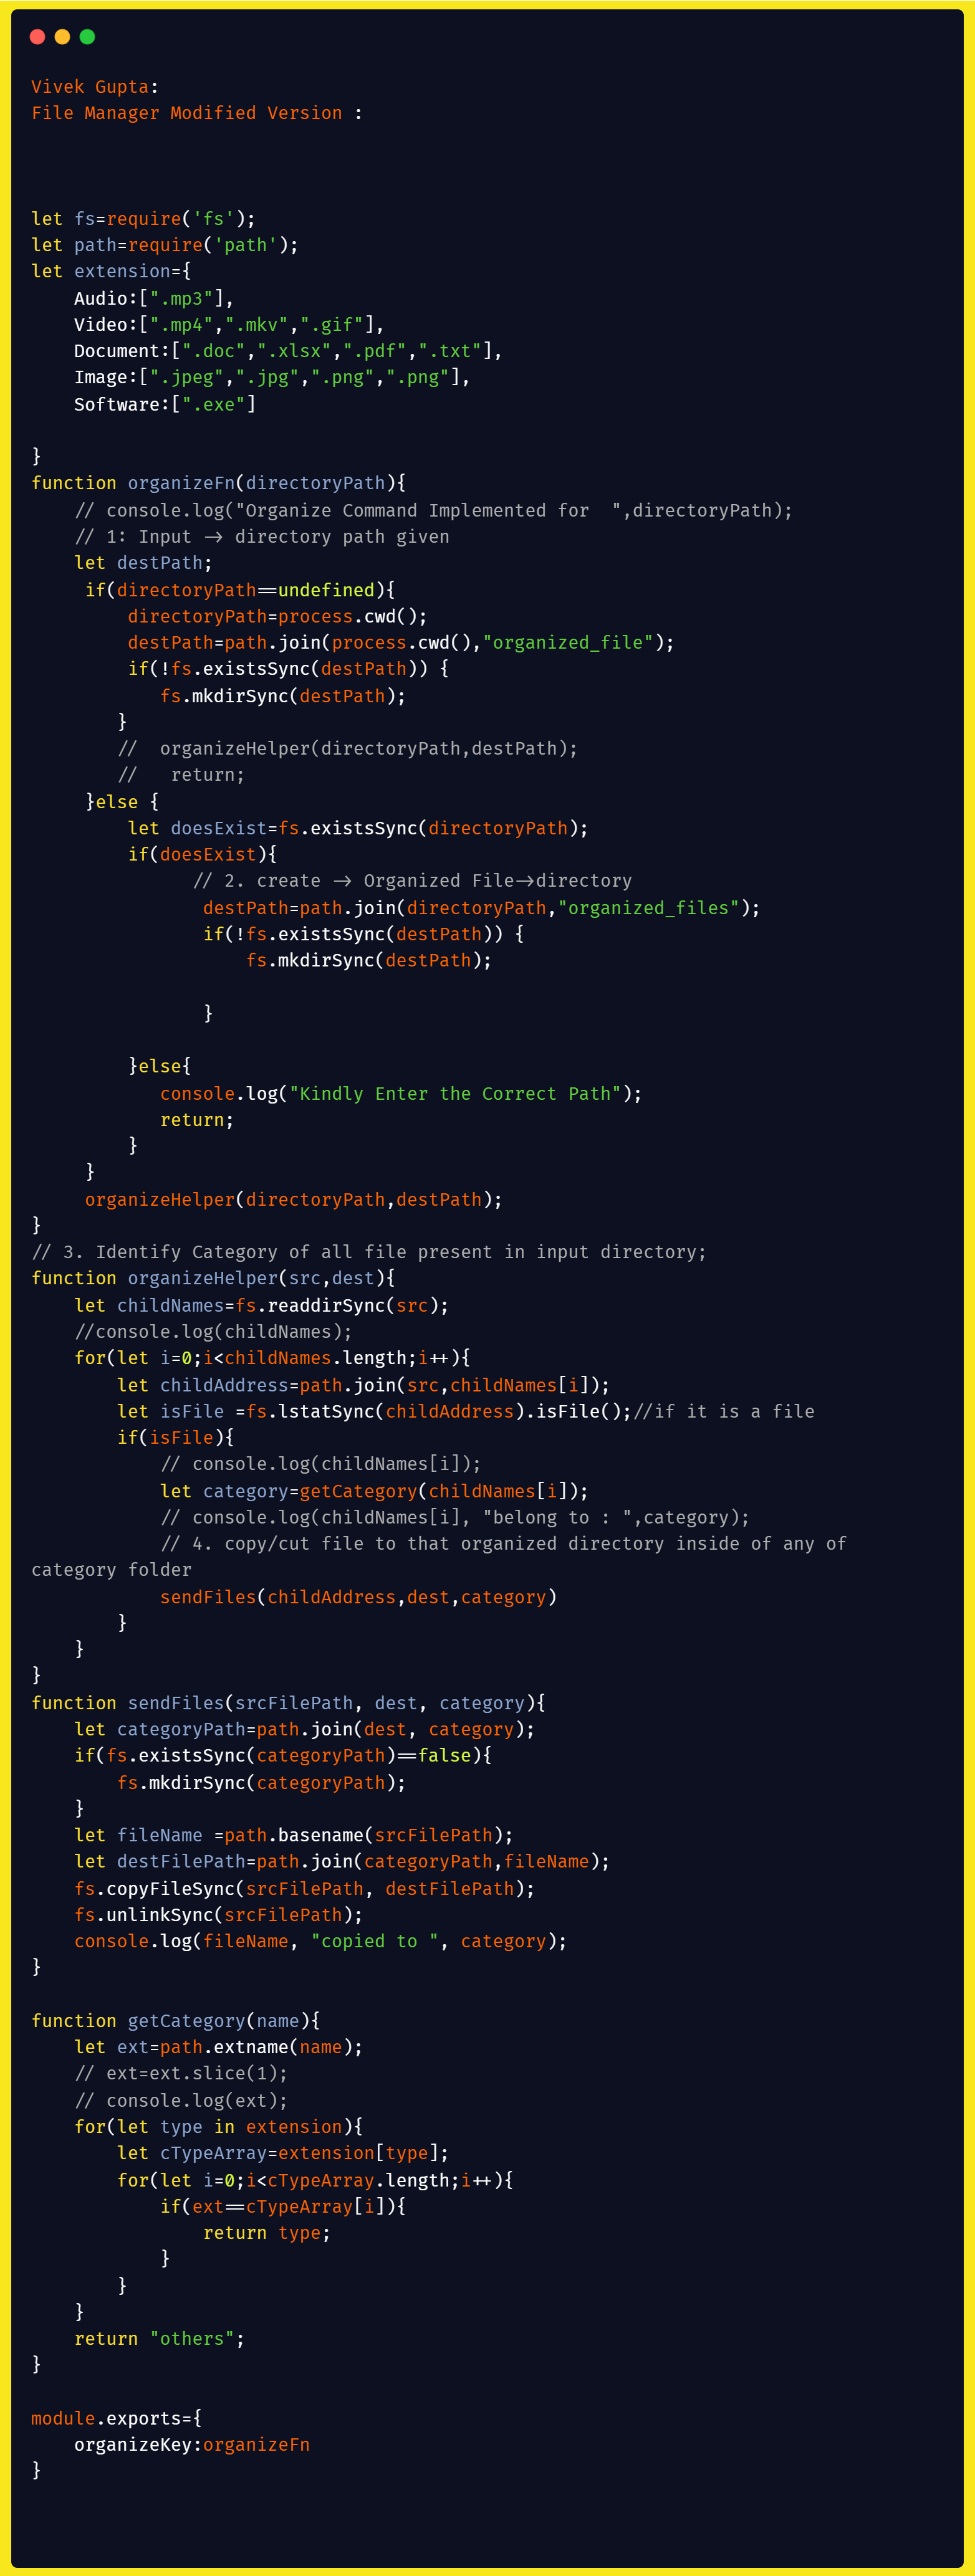 Vivek Gupta:
File Manager Modified Version :
let fs=require('fs');
let path=require('path');
let extension={
    Audio:[".mp3"],
    Video:[".mp4",".mkv",".gif"],
    Document:[".doc",".xlsx",".pdf",".txt"],
    Image:[".jpeg",".jpg",".png",".png"],
    Software:[".exe"]
}
function organizeFn(directoryPath){
    // console.log("Organize Command Implemented for  ",directoryPath);
    // 1: Input -> directory path given
    let destPath;
     if(directoryPath==undefined){
         directoryPath=process.cwd();
         destPath=path.join(process.cwd(),"organized_file");
         if(!fs.existsSync(destPath)) {
            fs.mkdirSync(destPath);
        }
        //  organizeHelper(directoryPath,destPath);
        //   return;
     }else {
         let doesExist=fs.existsSync(directoryPath);
         if(doesExist){
               // 2. create -> Organized File->directory
                destPath=path.join(directoryPath,"organized_files");
                if(!fs.existsSync(destPath)) {
                    fs.mkdirSync(destPath);
                }
         }else{
            console.log("Kindly Enter the Correct Path");
            return;
         }
     }
     organizeHelper(directoryPath,destPath);
}
// 3. Identify Category of all file present in input directory;
function organizeHelper(src,dest){
    let childNames=fs.readdirSync(src);
    //console.log(childNames);
    for(let i=0;i<childNames.length;i++){
        let childAddress=path.join(src,childNames[i]);
        let isFile =fs.lstatSync(childAddress).isFile();//if it is a file
        if(isFile){
            // console.log(childNames[i]);
            let category=getCategory(childNames[i]);
            // console.log(childNames[i], "belong to : ",category);
            // 4. copy/cut file to that organized directory inside of any of
category folder
            sendFiles(childAddress,dest,category)
        }
    }
}
function sendFiles(srcFilePath, dest, category){
    let categoryPath=path.join(dest, category);
    if(fs.existsSync(categoryPath)==false){
        fs.mkdirSync(categoryPath);
    }
    let fileName =path.basename(srcFilePath);
    let destFilePath=path.join(categoryPath,fileName);
    fs.copyFileSync(srcFilePath, destFilePath);
    fs.unlinkSync(srcFilePath);
    console.log(fileName, "copied to ", category);
}
function getCategory(name){
    let ext=path.extname(name);
    // ext=ext.slice(1);
    // console.log(ext);
    for(let type in extension){
        let cTypeArray=extension[type];
        for(let i=0;i<cTypeArray.length;i++){
            if(ext==cTypeArray[i]){
                return type;
            }
        }
    }
    return "others";
}
module.exports={
    organizeKey:organizeFn
}